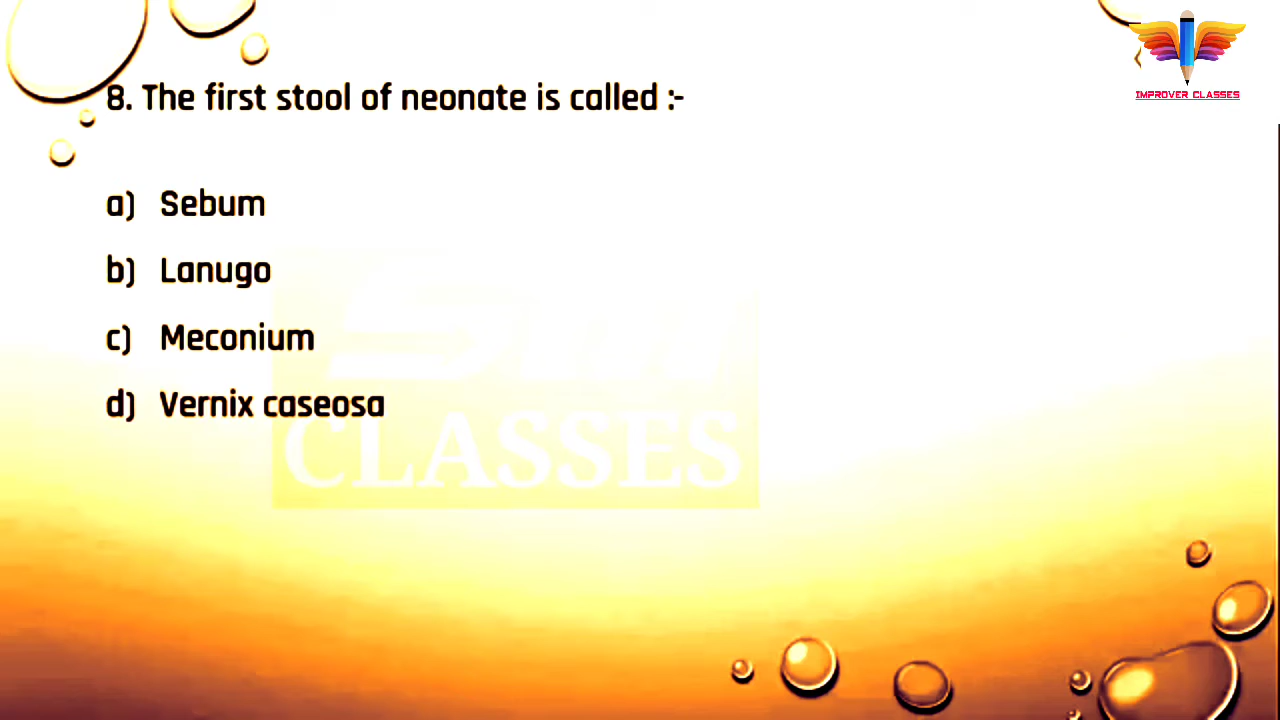 IMPROVER CLASSES
8. The first stool of neonate is called :-
a) Sebum
b) Lanugo
c) Meconium
d) Vernix caseosa
CLASSES